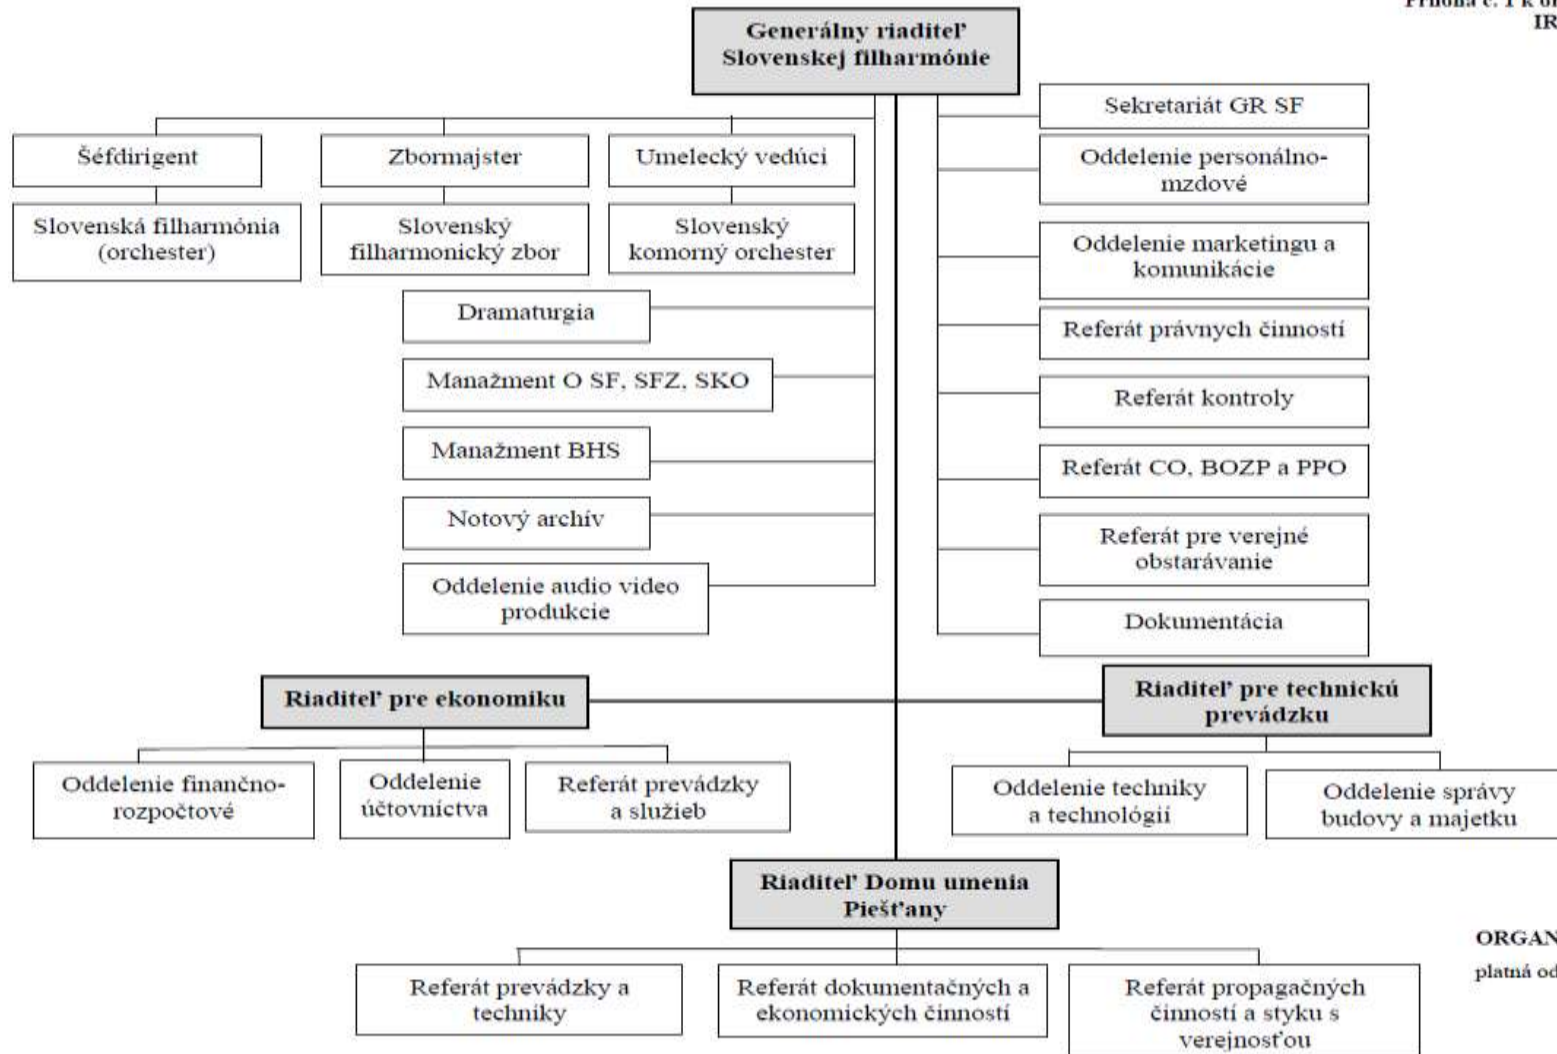 IR
Generálny riaditeľ
Slovenskej filharmónie
Sekretariát GR SF
Šéfdirigent
Zbormajster
Umelecký vedúci
Oddelenie personálno-
mzdové
Slovenská filharmónia
(orchester)
Slovenský
filharmonický zbor
Slovenský
komorný orchester
Oddelenie marketingu a
komunikácie
Dramaturgia
Referát právnych činností
Manažment O SF, SFZ, SKO
Referát kontroly
Manažment BHS
Referát CO, BOZP a PPO
Notový archív
Referát pre verejné
obstarávanie
Oddelenie audio video
produkcie
Dokumentácia
Riaditeľ pre ekonomiku
Riaditeľ pre technickú
prevádzku
Oddelenie finančno-
rozpočtové
Oddelenie
účtovníctva
Referát prevádzky
a služieb
Oddelenie techniky
a technológií
Oddelenie správy
budovy a majetku
Riaditeľ Domu umenia
Piešťany
ORGAN
platná od
Referát prevádzky a
techniky
Referát dokumentačných a
ekonomických činností
Referát propagačných
činností a styku s
verejnosťou